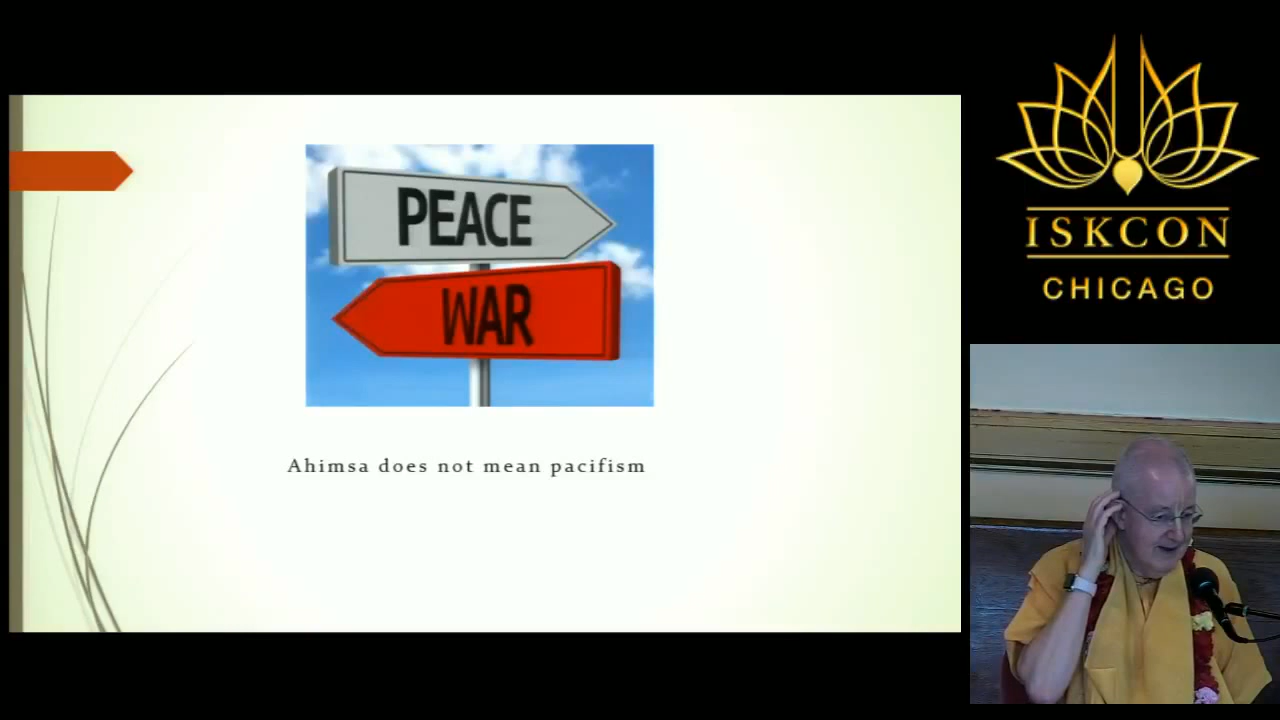 PEACE
WAR
Ahimsa does not mean pacifism
ISKCON
CHICAGO